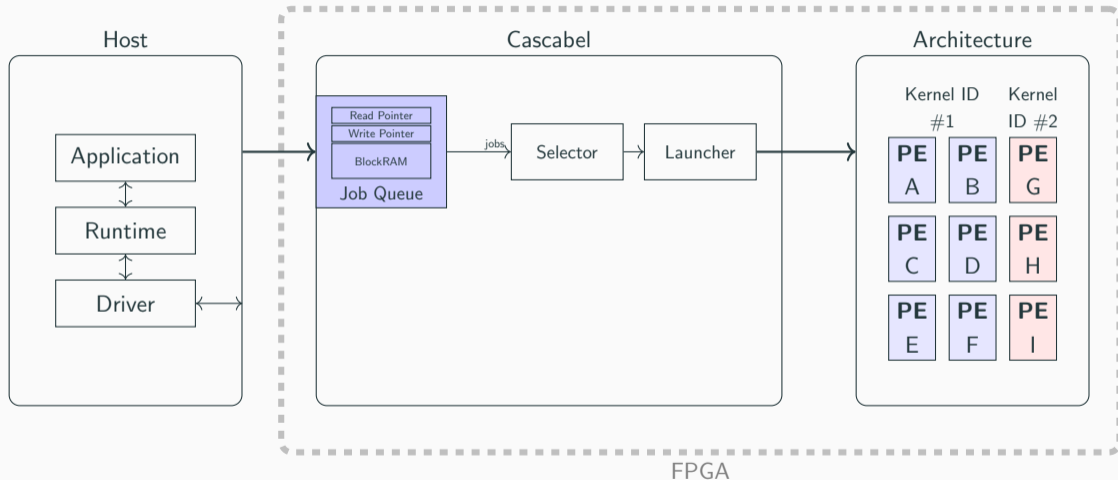 Host
Application
Runtime
Driver
Cascabel
Read Pointer
Write Pointer
BlockRAM
Job Queue
jobs
Selector
Launcher
Architecture
Kernel ID
#1
Kernel
ID #2
PE
A
PE
B
PE
G
PE
C
PE
D
PE
H
PE
E
PE
F
PE
I
FPGA